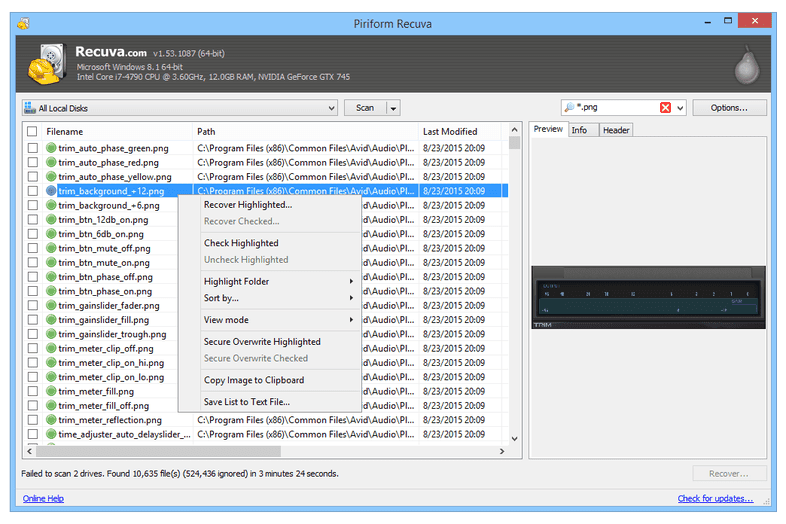 Piriform Recuva
Recuva.com v1.53.1087 (64-bit)
Microsoft Windows 8.1 64-bit
Intel Core i7-4790 CPU @ 3.60GHz, 12.0GB RAM, NVIDIA GeForce GTX 745
All Local Disks Scan *.png Options...
Filename Path Last Modified Preview Info Header
trim_auto_phase_green.png C:\Program Files (x86)\Common Files\Avid\Audio\Pl... 8/23/2015 20:09
trim_auto_phase_red.png C:\Program Files (x86)\Common Files\Avid\Audio\Pl... 8/23/2015 20:09
trim_auto_phase_yellow.png C:\Program Files (x86)\Common Files\Avid\Audio\Pl... 8/23/2015 20:09
trim_background_+12.png C:\Program Files (x86)\Common Files\Avid\Audio\Pl... 8/23/2015 20:09
trim_background_+6.png id\Audio\Pl... 8/23/2015 20:09
trim_btn_12db_on.png id\Audio\Pl... 8/23/2015 20:09
trim_btn_6db_on.png id\Audio\Pl... 8/23/2015 20:09
trim_btn_mute_off.png id\Audio\Pl... 8/23/2015 20:09
trim_btn_mute_on.png id\Audio\Pl... 8/23/2015 20:09
trim_btn_phase_off.png id\Audio\Pl... 8/23/2015 20:09
trim_btn_phase_on.png id\Audio\Pl... 8/23/2015 20:09
trim_gainslider_fader.png id\Audio\Pl... 8/23/2015 20:09
trim_gainslider_fill.png id\Audio\Pl... 8/23/2015 20:09
trim_gainslider_trough.png id\Audio\Pl... 8/23/2015 20:09
trim_meter_clip_off.png id\Audio\Pl... 8/23/2015 20:09
trim_meter_clip_on_hi.png id\Audio\Pl... 8/23/2015 20:09
trim_meter_clip_on_lo.png id\Audio\Pl... 8/23/2015 20:09
trim_meter_fill.png id\Audio\Pl... 8/23/2015 20:09
trim_meter_fill_off.png id\Audio\Pl... 8/23/2015 20:09
trim_meter_reflection.png C:\Program Files (x86)\Common Files\Avid\Audio\Pl... 8/23/2015 20:09
time_adjuster_auto_delayslider_... C:\Program Files (x86)\Common Files\Avid\Audio\Pl... 8/23/2015 20:09
Recover Highlighted...
Recover Checked...
Check Highlighted
Uncheck Highlighted
Highlight Folder
Sort by...
View mode
Secure Overwrite Highlighted
Secure Overwrite Checked
Copy Image to Clipboard
Save List to Text File...
OUTPUT
TRIM
Failed to scan 2 drives. Found 10,635 file(s) (524,436 ignored) in 3 minutes 24 seconds.
Recover...
Online Help Check for updates...